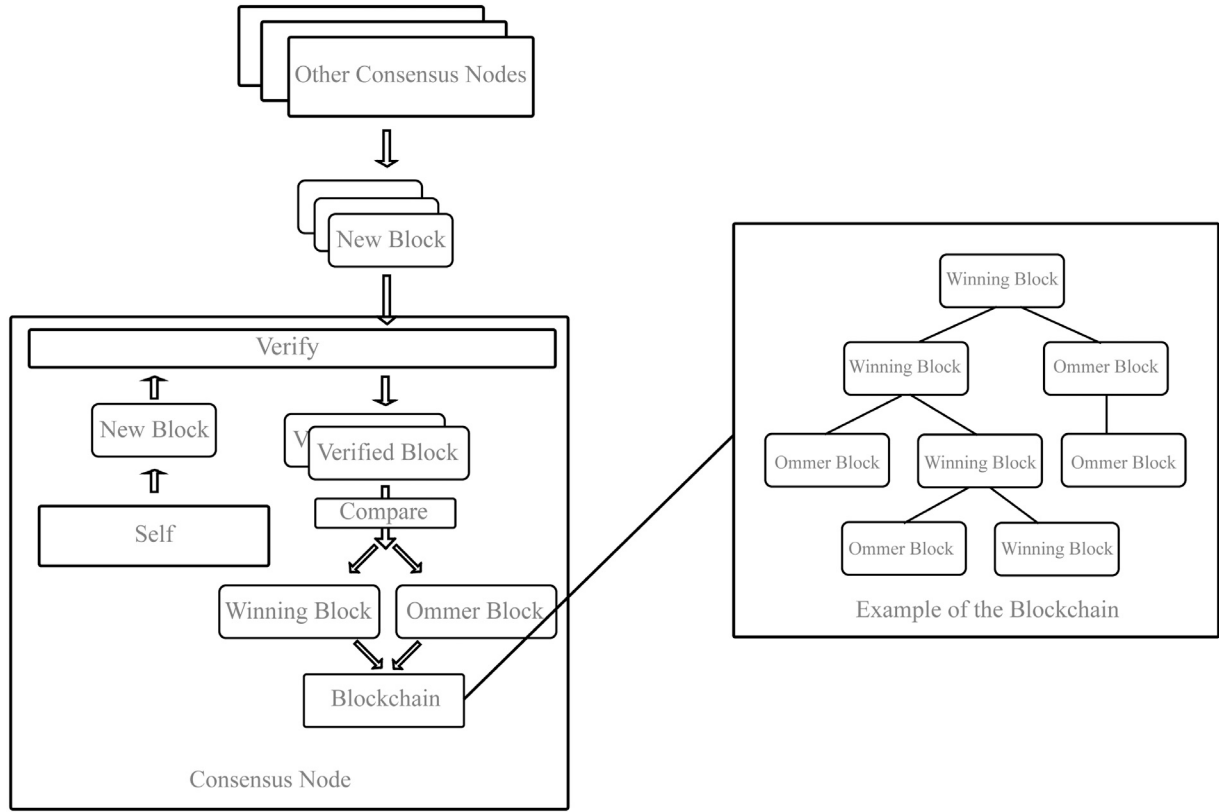 Other Consensus Nodes
New Block
Verify
New Block
V
Verified Block
Compare
Self
Winning Block
Ommer Block
Blockchain
Consensus Node
Winning Block
Winning Block
Ommer Block
Ommer Block
Winning Block
Ommer Block
Ommer Block
Winning Block
Example of the Blockchain